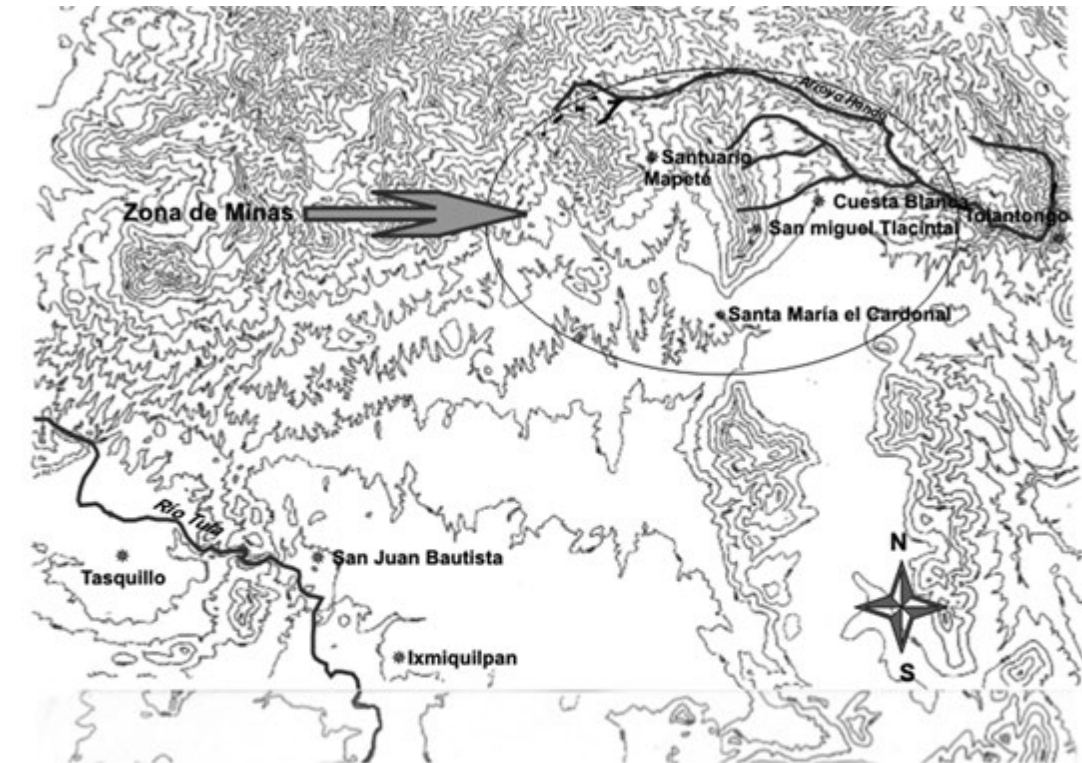 Arroyo Hondo
Santuario
Mapeté
Cuesta Blanca
Zona de Minas
Tolantongo
San miguel Tlacintal
Santa María el Cardonal
Río Tula
San Juan Bautista
Tasquillo
N
Ixmiquilpan
S